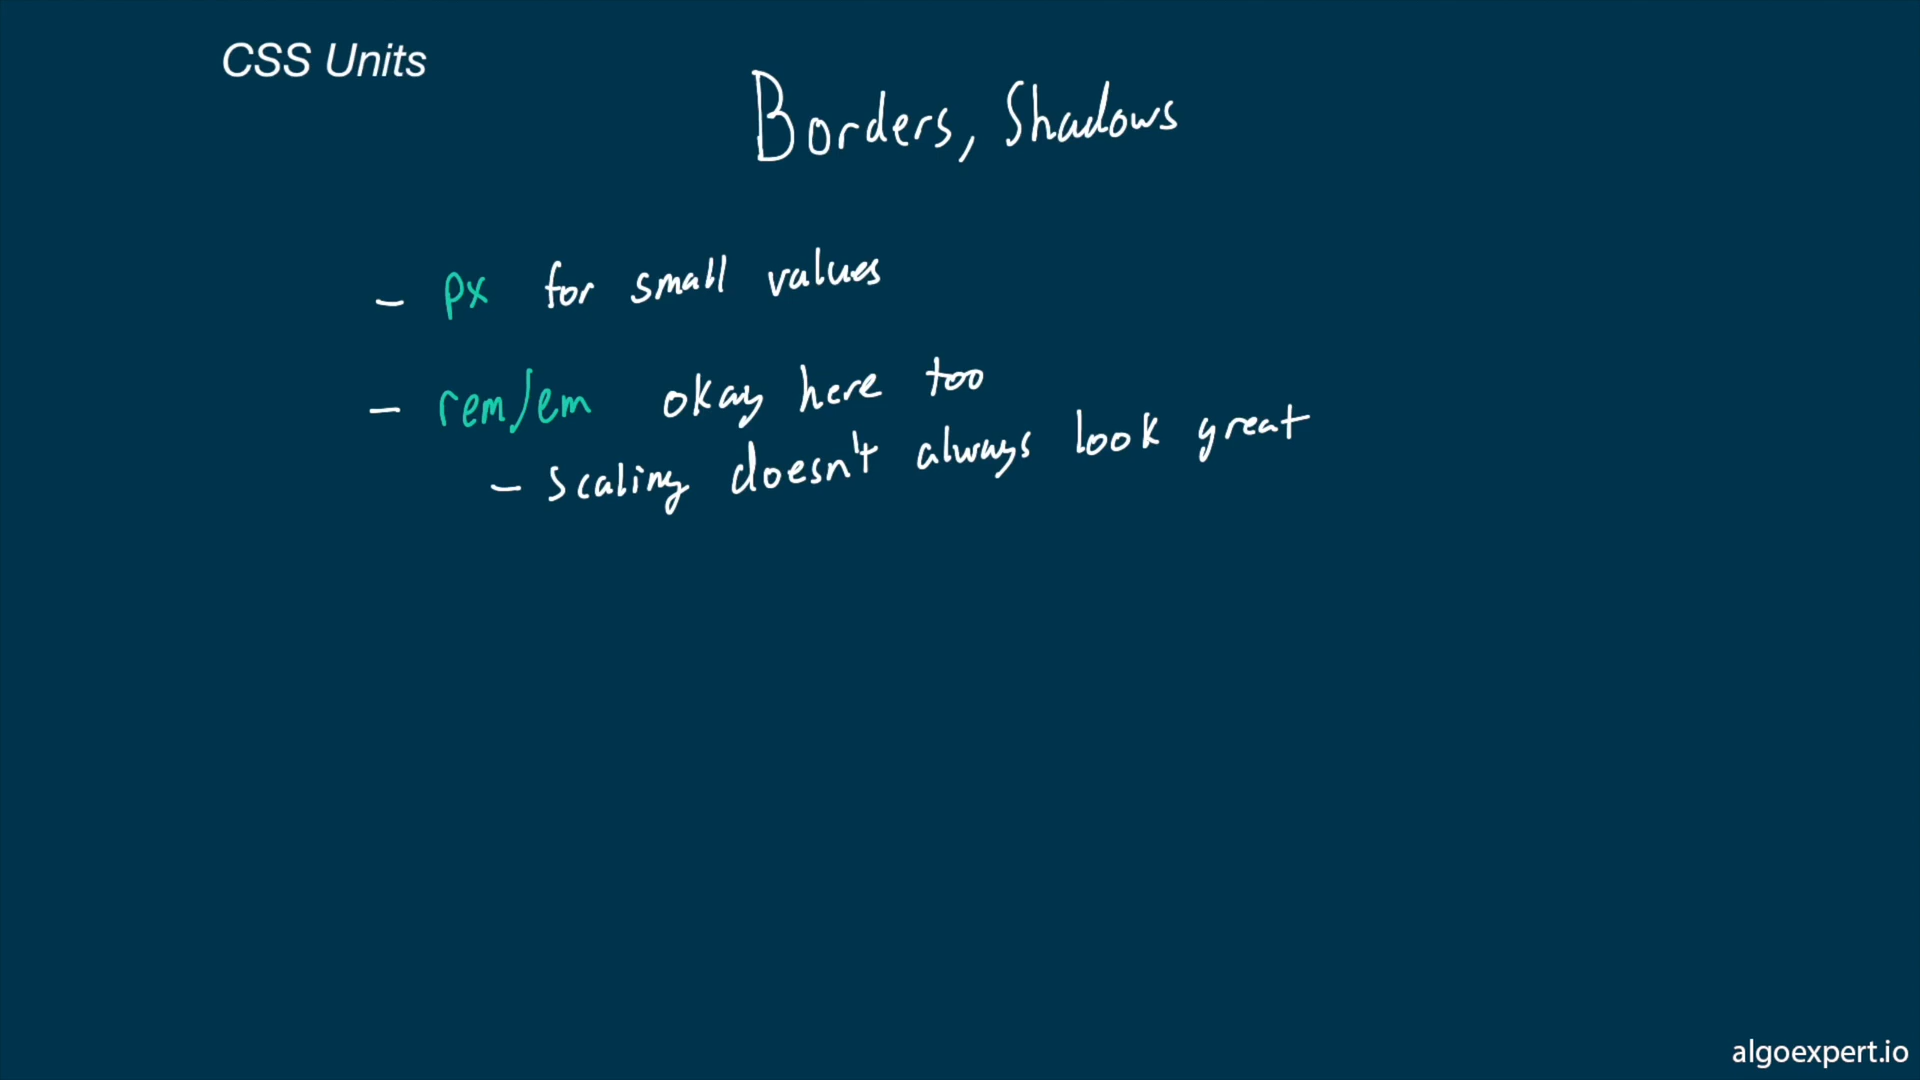 CSS Units
Borders, Shadows
- px for small values
- rem/em okay here too
- scaling doesn't always look great
algoexpert.io